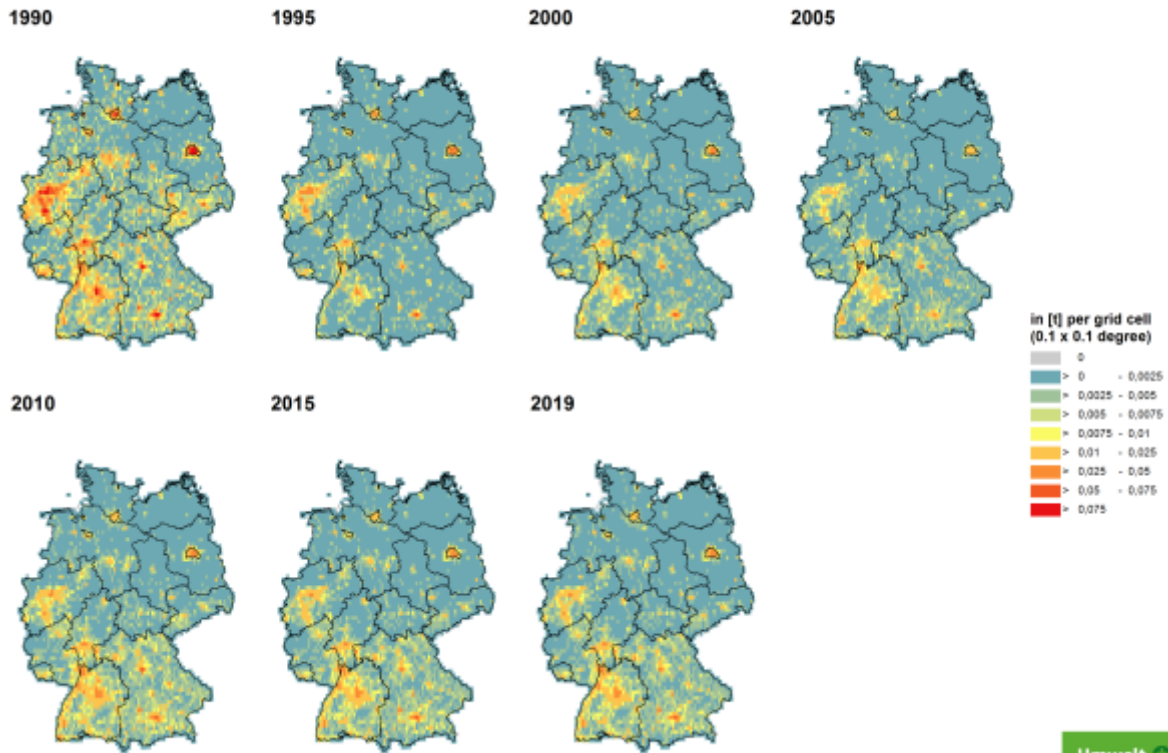 1990
1995
2000
2005
in [t] per grid cell
(0.1 x 0.1 degree)
0
> 0 - 0,0025
> 0,0025 - 0,005
> 0,005 - 0,0075
> 0,0075 - 0,01
> 0,01 - 0,025
> 0,025 - 0,05
> 0,05 - 0,075
> 0,075
2010
2015
2019
Umwelt